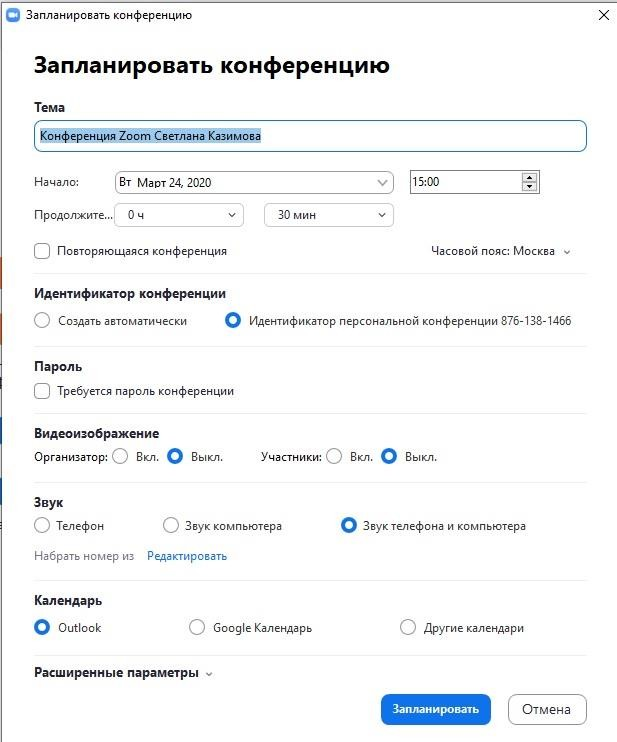 Запланировать конференцию
Запланировать конференцию
Тема
Конференция Zoom Светлана Казимова
Начало: Вт Март 24, 2020 15:00
Продолжите... 0 ч 30 мин
Повторяющаяся конференция Часовой пояс: Москва
Идентификатор конференции
Создать автоматически Идентификатор персональной конференции 876-138-1466
Пароль
Требуется пароль конференции
Видеоизображение
Организатор: Вкл. Выкл. Участники: Вкл. Выкл.
Звук
Телефон Звук компьютера Звук телефона и компьютера
Набрать номер из Редактировать
Календарь
Outlook Google Календарь Другие календари
Расширенные параметры
Запланировать Отмена